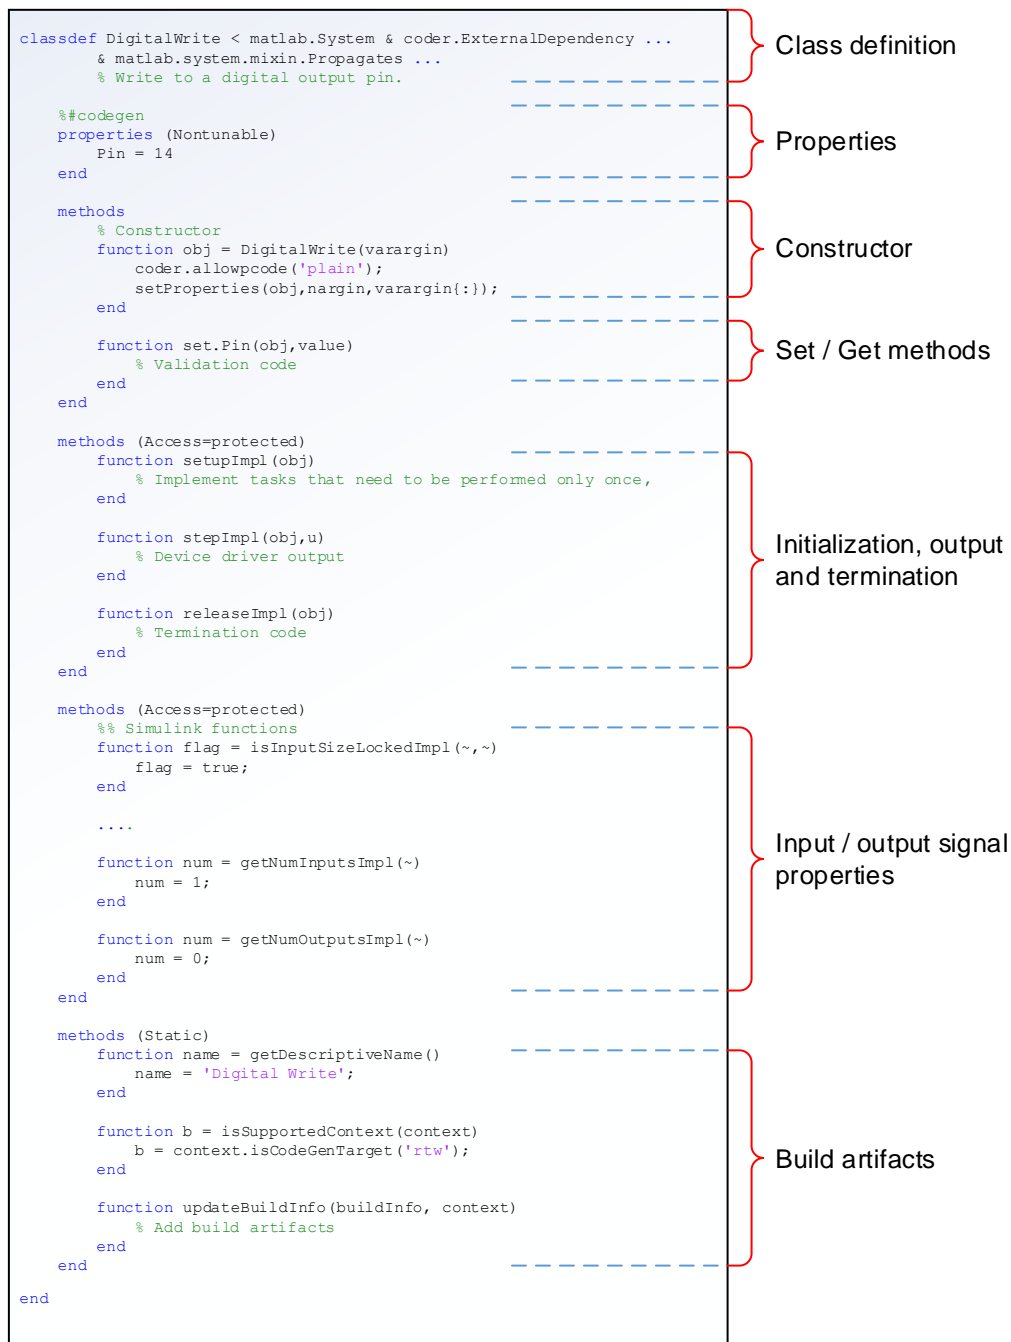 classdef DigitalWrite < matlab.System & coder.ExternalDependency ...
& matlab.system.mixin.Propagates ...
% Write to a digital output pin.
Class definition
%#codegen
properties (Nontunable)
Pin = 14
end
Properties
methods
% Constructor
function obj = DigitalWrite(varargin)
coder.allowpcode('plain');
setProperties(obj,nargin,varargin{:});
end
Constructor
function set.Pin(obj,value)
% Validation code
end
end
Set / Get methods
methods (Access=protected)
function setupImpl(obj)
% Implement tasks that need to be performed only once,
end
function stepImpl(obj,u)
% Device driver output
end
function releaseImpl(obj)
% Termination code
end
end
Initialization, output
and termination
methods (Access=protected)
%% Simulink functions
function flag = isInputSizeLockedImpl(~,~)
flag = true;
end
....
function num = getNumInputsImpl(~)
num = 1;
end
function num = getNumOutputsImpl(~)
num = 0;
end
end
Input / output signal
properties
methods (Static)
function name = getDescriptiveName()
name = 'Digital Write';
end
function b = isSupportedContext(context)
b = context.isCodeGenTarget('rtw');
end
function updateBuildInfo(buildInfo, context)
% Add build artifacts
end
end
Build artifacts
end